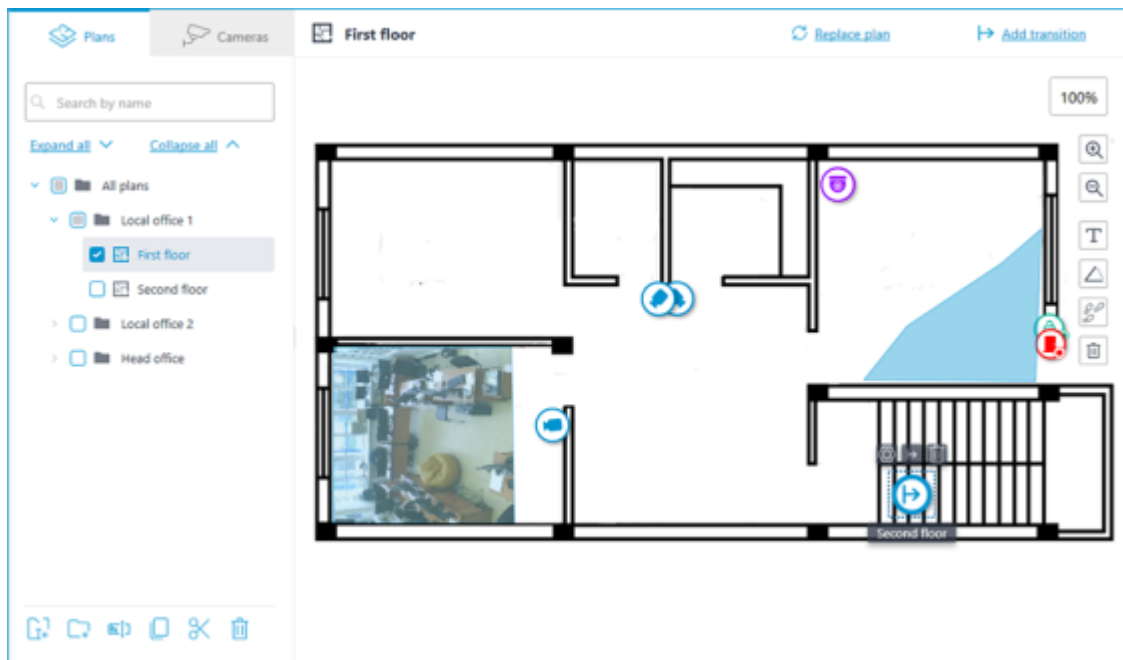 Plans
Cameras
First floor
Replace plan
Add transition
Search by name
100%
Expand all
Collapse all
All plans
Local office 1
First floor
Second floor
Local office 2
Head office
T
Second floor